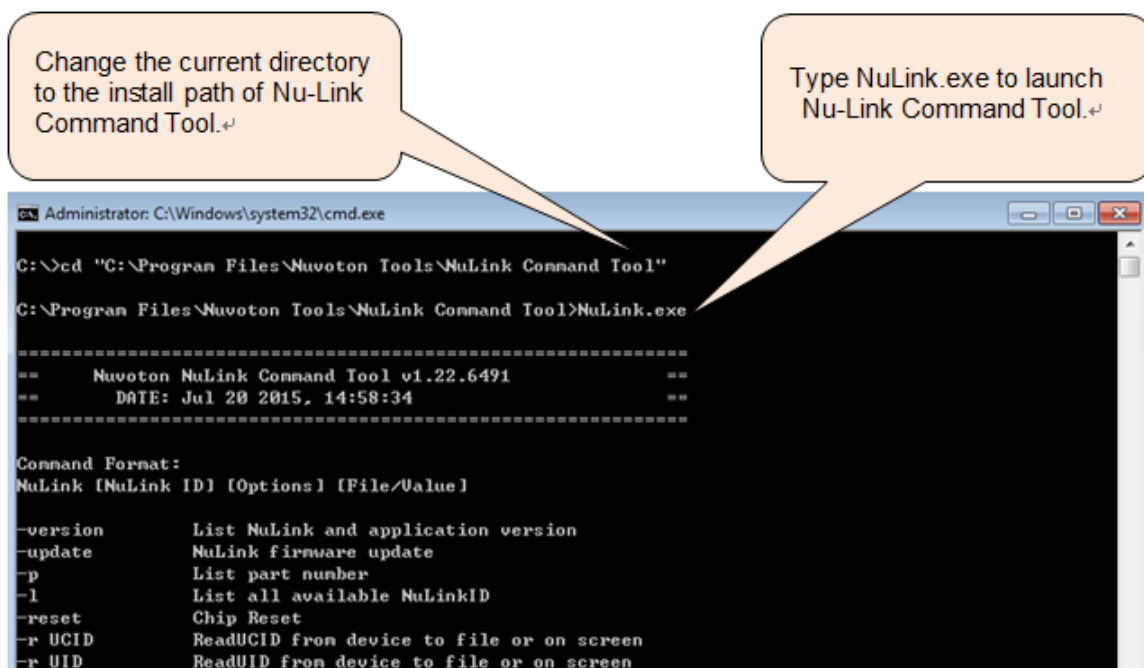 Change the current directory
to the install path of Nu-Link
Command Tool.↵
Type NuLink.exe to launch
Nu-Link Command Tool.↵
Administrator: C:\Windows\system32\cmd.exe
C:\>cd "C:\Program Files\Nuvoton Tools\NuLink Command Tool"
C:\Program Files\Nuvoton Tools\NuLink Command Tool>NuLink.exe
==============================================================
==      Nuvoton NuLink Command Tool v1.22.6491              ==
==        DATE: Jul 20 2015, 14:58:34                       ==
==============================================================
Command Format:
NuLink [NuLink ID] [Options] [File/Value]
-version        List NuLink and application version
-update         NuLink firmware update
-p              List part number
-l              List all available NuLinkID
-reset          Chip Reset
-r UCID         ReadUCID from device to file or on screen
-r UID          ReadUID from device to file or on screen